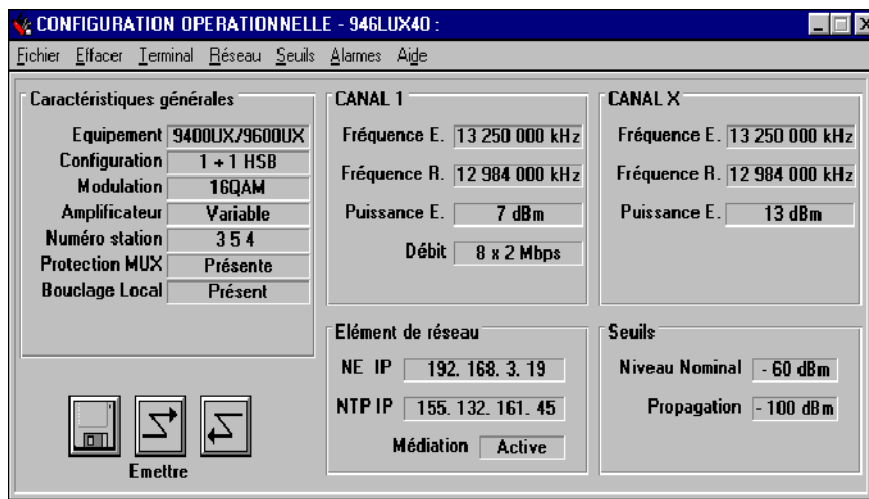 CONFIGURATION OPERATIONNELLE - 946LUX40 :
Fichier Effacer Terminal Réseau Seuils Alarmes Aide
Caractéristiques générales
Equipement 9400UX/9600UX
Configuration 1 + 1 HSB
Modulation 16QAM
Amplificateur Variable
Numéro station 3 5 4
Protection MUX Présente
Bouclage Local Présent
Emettre
CANAL 1
Fréquence E. 13 250 000 kHz
Fréquence R. 12 984 000 kHz
Puissance E. 7 dBm
Débit 8 x 2 Mbps
CANAL X
Fréquence E. 13 250 000 kHz
Fréquence R. 12 984 000 kHz
Puissance E. 13 dBm
Elément de réseau
NE IP 192. 168. 3. 19
NTP IP 155. 132. 161. 45
Médiation Active
Seuils
Niveau Nominal - 60 dBm
Propagation - 100 dBm